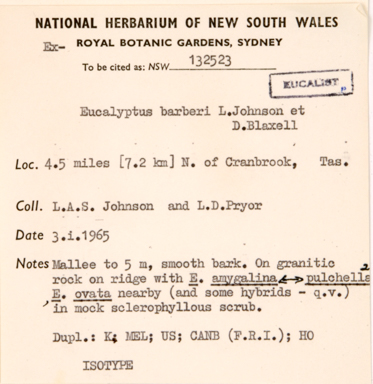 NATIONAL HERBARIUM OF NEW SOUTH WALES
Ex- ROYAL BOTANIC GARDENS, SYDNEY
To be cited as: NSW 132523
EUCALIST
Eucalyptus barberi L.Johnson et
D.Blaxell
Loc. 4.5 miles [7.2 km] N. of Cranbrook, Tas.
Coll. L.A.S. Johnson and L.D.Pryor
Date 3.i.1965
Notes Mallee to 5 m, smooth bark. On granitic
rock on ridge with E. amygdalina ⟷ pulchella
E. ovata nearby (and some hybrids - q.v.)
in mock sclerophyllous scrub.
Dupl.: K; MEL; US; CANB (F.R.I.); HO
ISOTYPE